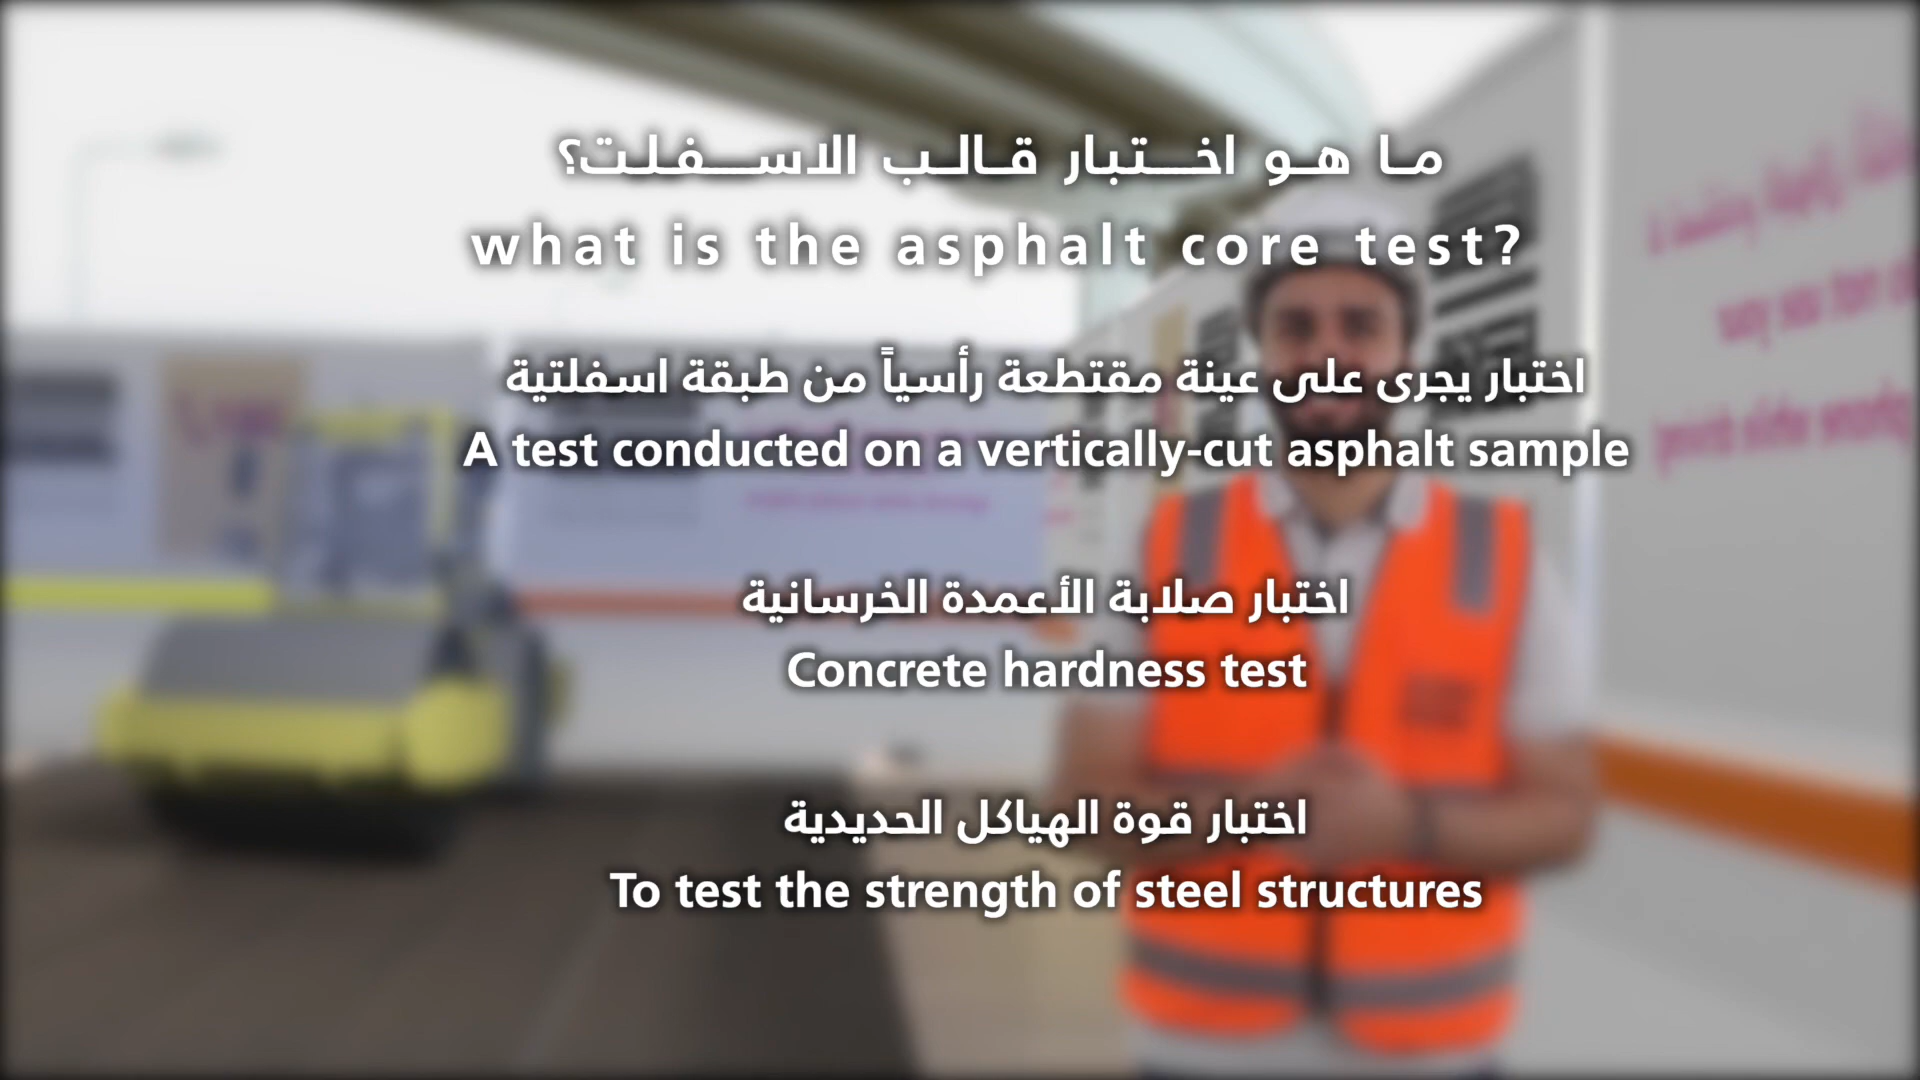 ما هو اختبار قالب الاسفلت؟
what is the asphalt core test?
اختبار يجرى على عينة مقتطعة رأسياً من طبقة اسفلتية
A test conducted on a vertically-cut asphalt sample
اختبار صلابة الأعمدة الخرسانية
Concrete hardness test
اختبار قوة الهياكل الحديدية
To test the strength of steel structures